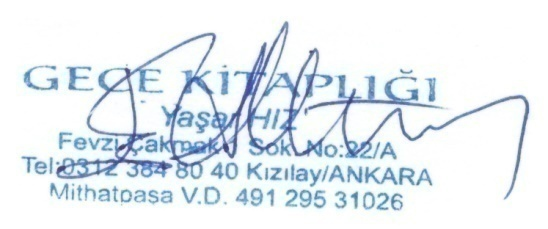 GECE KİTAPLIĞI
Yaşar HIZ
Fevzi Çakmak Sok. No:22/A
Tel:0312 384 80 40 Kızılay/ANKARA
Mithatpaşa V.D. 491 295 31026